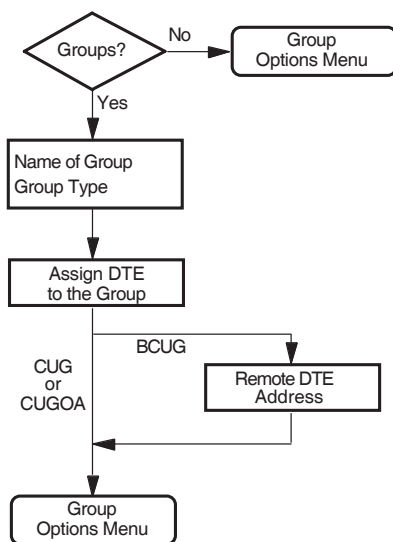 Groups?
No
Group
Options Menu
Yes
Name of Group
Group Type
Assign DTE
to the Group
BCUG
CUG
or
CUGOA
Remote DTE
Address
Group
Options Menu